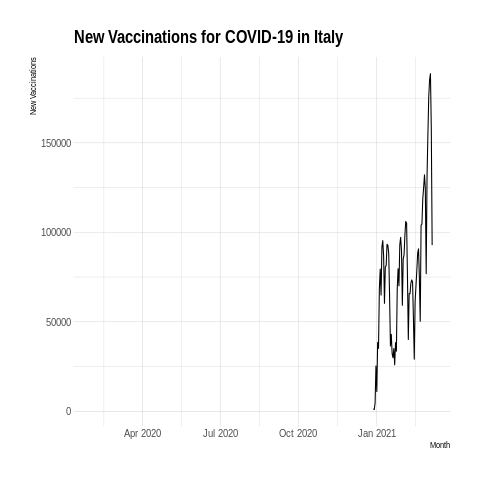 New Vaccinations for COVID-19 in Italy
New Vaccinations
150000
100000
50000
0
Apr 2020 Jul 2020 Oct 2020 Jan 2021
Month